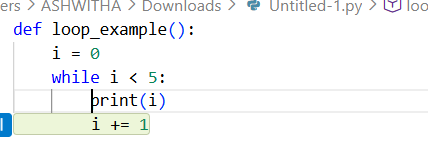 ers > ASHWITHA > Downloads > Untitled-1.py > loo
def loop_example():
    i = 0
    while i < 5:
        print(i)
        i += 1